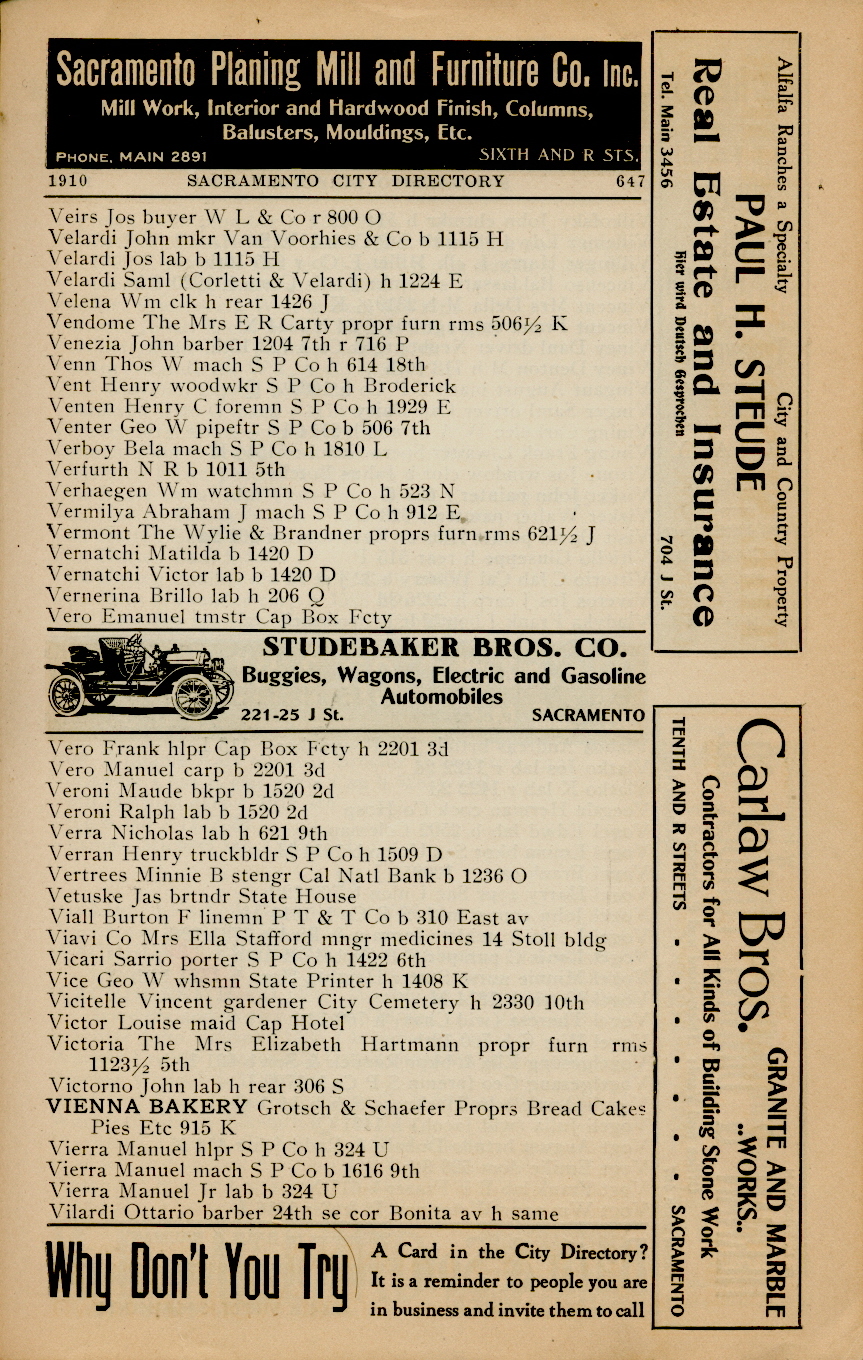 Sacramento Planing Mill and Furniture Co. Inc.
Mill Work, Interior and Hardwood Finish, Columns,
Balusters, Mouldings, Etc.
PHONE, MAIN 2891 SIXTH AND R STS.
1910 SACRAMENTO CITY DIRECTORY 647
Veirs Jos buyer W L & Co r 800 O
Velardi John mkr Van Voorhies & Co b 1115 H
Velardi Jos lab b 1115 H
Velardi Saml (Corletti & Velardi) h 1224 E
Velena Wm clk h rear 1426 J
Vendome The Mrs E R Carty propr furn rms 506½ K
Venezia John barber 1204 7th r 716 P
Venn Thos W mach S P Co h 614 18th
Vent Henry woodwkr S P Co h Broderick
Venten Henry C foremn S P Co h 1929 E
Venter Geo W pipeftr S P Co b 506 7th
Verboy Bela mach S P Co h 1810 L
Verfurth N R b 1011 5th
Verhaegen Wm watchmn S P Co h 523 N
Vermilya Abraham J mach S P Co h 912 E
Vermont The Wylie & Brandner proprs furn rms 621½ J
Vernatchi Matilda b 1420 D
Vernatchi Victor lab b 1420 D
Vernerina Brillo lab h 206 Q
Vero Emanuel tmstr Cap Box Fcty
STUDEBAKER BROS. CO.
Buggies, Wagons, Electric and Gasoline
Automobiles
221-25 J St. SACRAMENTO
Vero Frank hlpr Cap Box Fcty h 2201 3d
Vero Manuel carp b 2201 3d
Veroni Maude bkpr b 1520 2d
Veroni Ralph lab b 1520 2d
Verra Nicholas lab h 621 9th
Verran Henry truckbldr S P Co h 1509 D
Vertrees Minnie B stengr Cal Natl Bank b 1236 O
Vetuske Jas brtndr State House
Viall Burton F linemn P T & T Co b 310 East av
Viavi Co Mrs Ella Stafford mngr medicines 14 Stoll bldg
Vicari Sarrio porter S P Co h 1422 6th
Vice Geo W whsmn State Printer h 1408 K
Vicitelle Vincent gardener City Cemetery h 2330 10th
Victor Louise maid Cap Hotel
Victoria The Mrs Elizabeth Hartmann propr furn rms
1123½ 5th
Victorno John lab h rear 306 S
VIENNA BAKERY Grotsch & Schaefer Proprs Bread Cakes
Pies Etc 915 K
Vierra Manuel hlpr S P Co h 324 U
Vierra Manuel mach S P Co b 1616 9th
Vierra Manuel Jr lab b 324 U
Vilardi Ottario barber 24th se cor Bonita av h same
Why Don't You Try
A Card in the City Directory?
It is a reminder to people you are
in business and invite them to call
Alfalfa Ranches a Specialty City and Country Property
PAUL H. STEUDE
Real Estate and Insurance
Hier wird Deutsch Gesprochen
Tel. Main 3456 704 J St.
Carlaw Bros. GRANITE AND MARBLE
..WORKS..
Contractors for All Kinds of Building Stone Work
TENTH AND R STREETS • • • • • • • SACRAMENTO